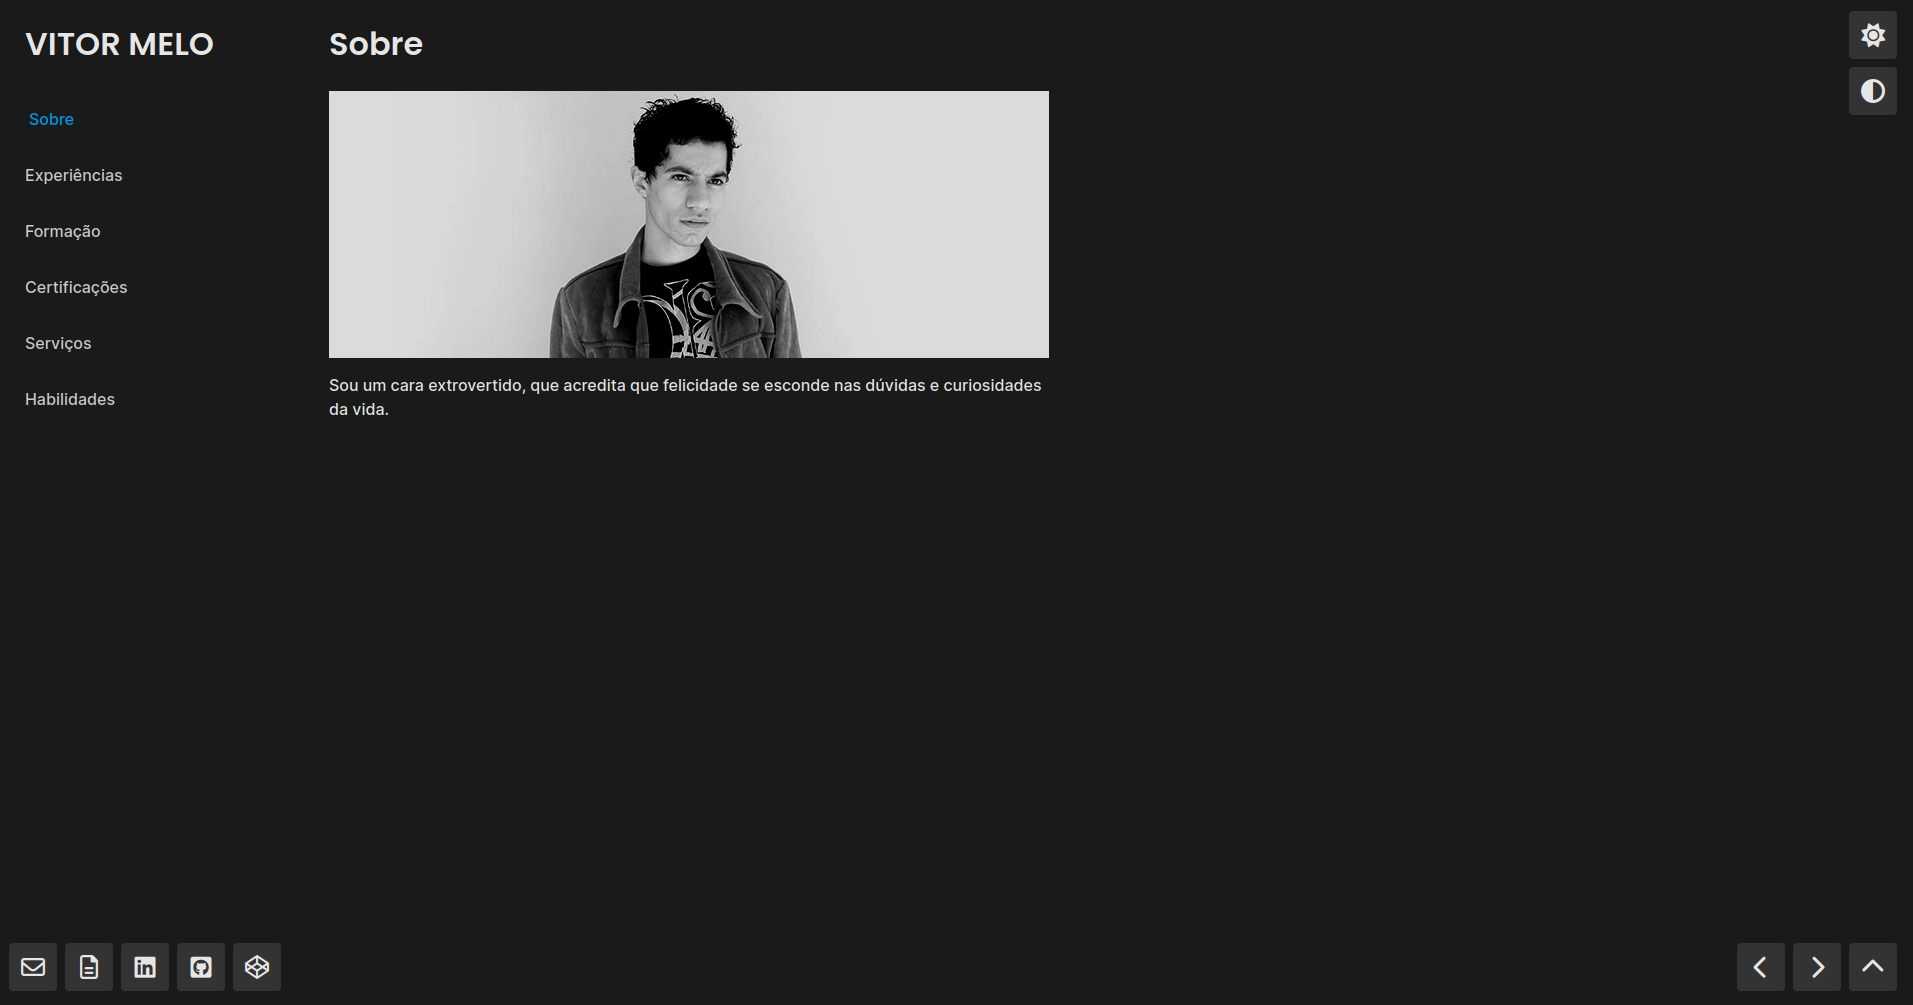 VITOR MELO
Sobre
Experiências
Formação
Certificações
Serviços
Habilidades
Sobre
Sou um cara extrovertido, que acredita que felicidade se esconde nas dúvidas e curiosidades
da vida.
in